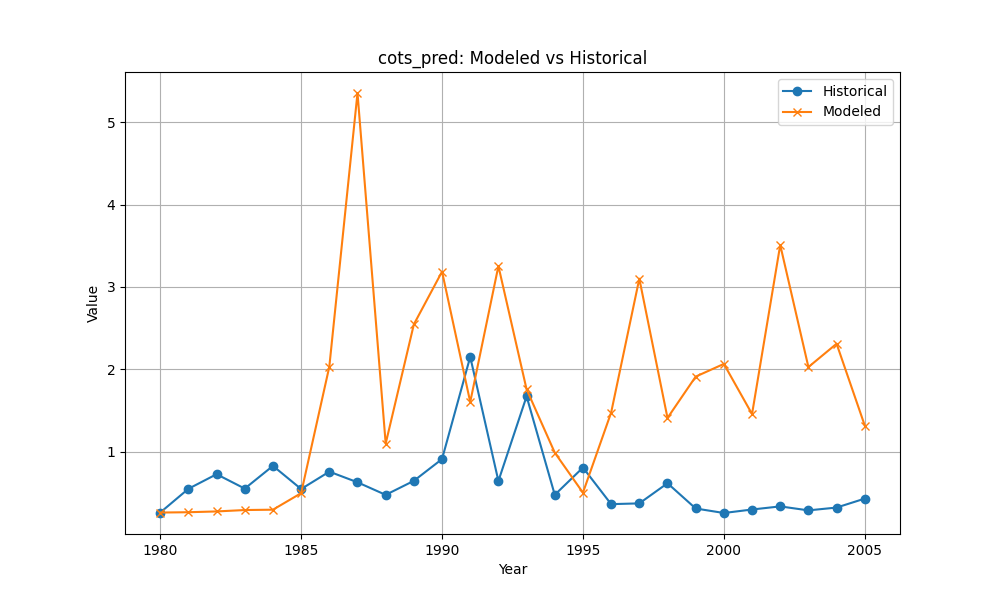 cots_pred: Modeled vs Historical
Historical
Modeled
5
4
3
2
1
Value
1980 1985 1990 1995 2000 2005
Year